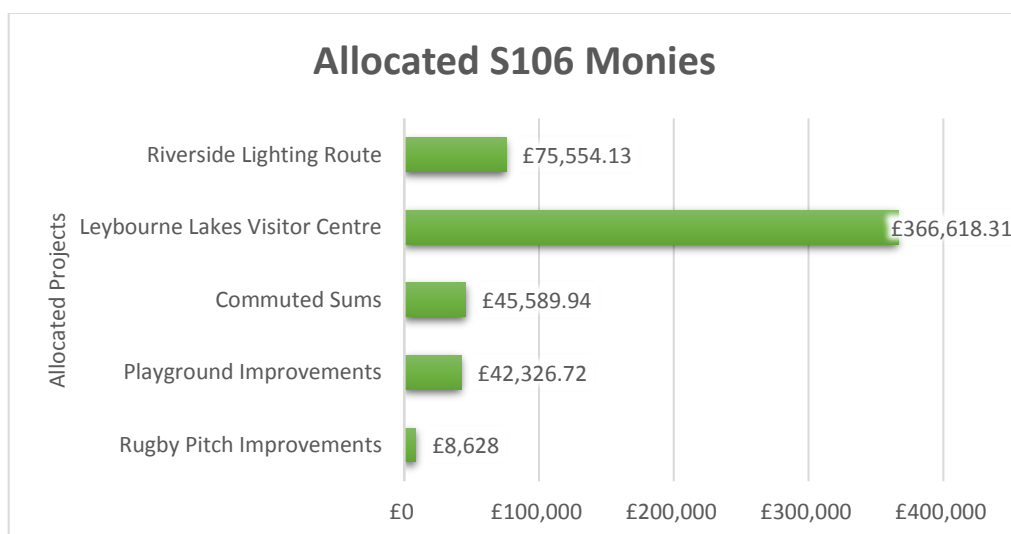 Allocated S106 Monies
Allocated Projects
Riverside Lighting Route
£75,554.13
Leybourne Lakes Visitor Centre
£366,618.31
Commuted Sums
£45,589.94
Playground Improvements
£42,326.72
Rugby Pitch Improvements
£8,628
£0
£100,000
£200,000
£300,000
£400,000